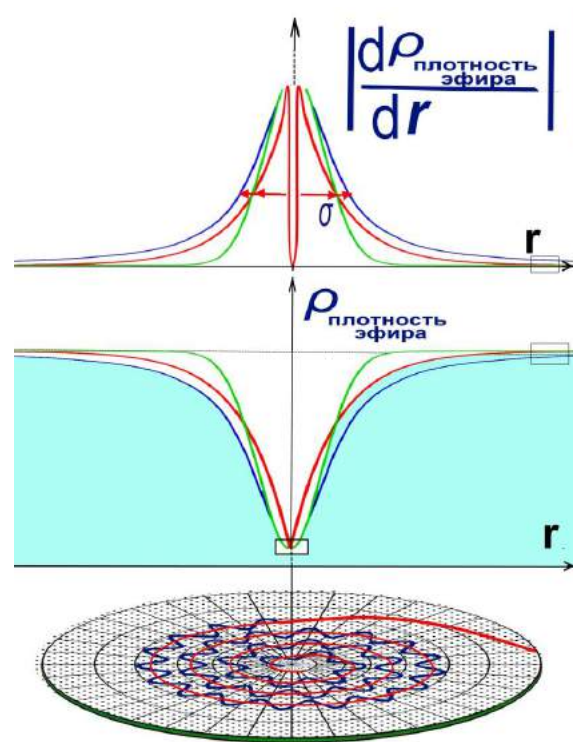 |dρ плотность
эфира
dr|
σ
r
ρ плотность
эфира
r